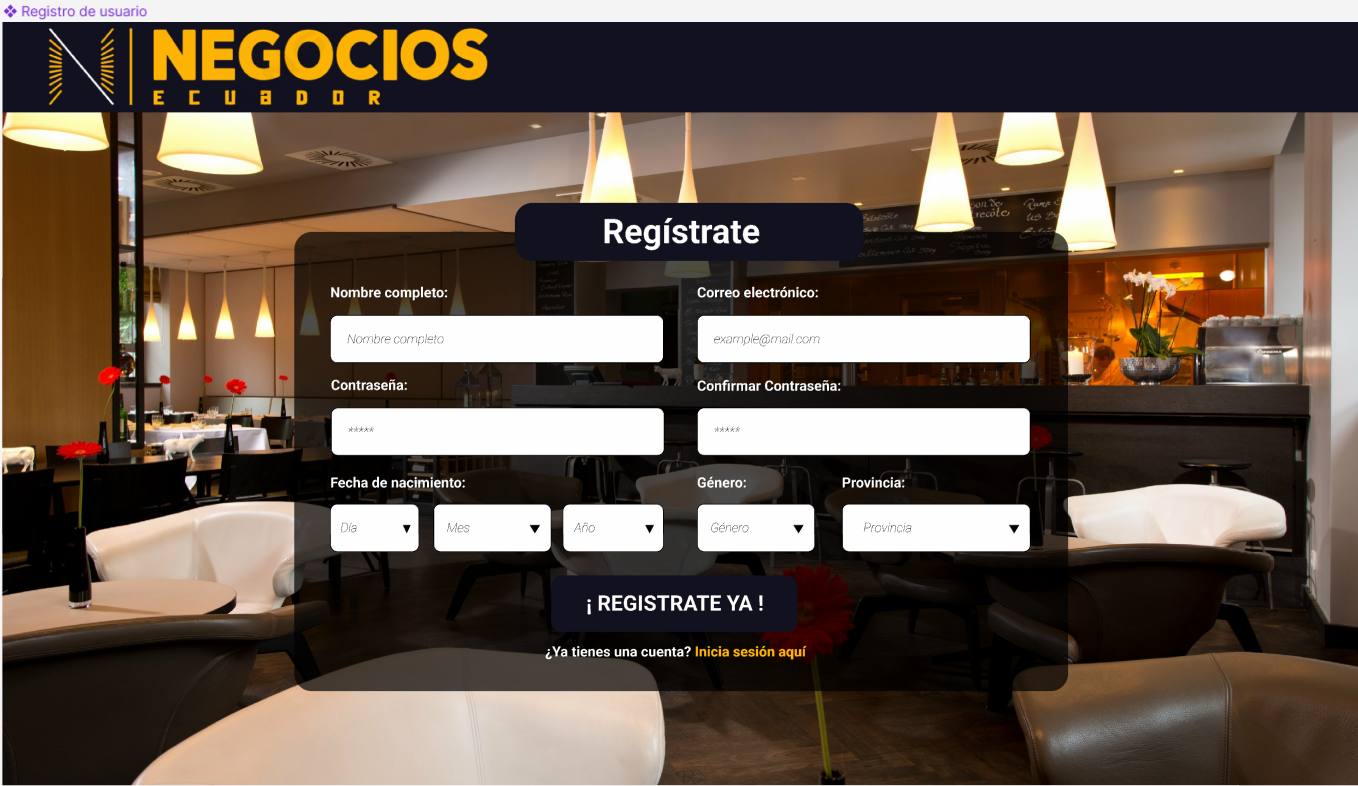 Registro de usuario
N NEGOCIOS
ECUADOR
Regístrate
Nombre completo:
Correo electrónico:
Nombre completo
example@mail.com
Contraseña:
Confirmar Contraseña:
*****
*****
Fecha de nacimiento:
Género:
Provincia:
Día
Mes
Año
Género
Provincia
¡ REGISTRATE YA !
¿Ya tienes una cuenta? Inicia sesión aquí